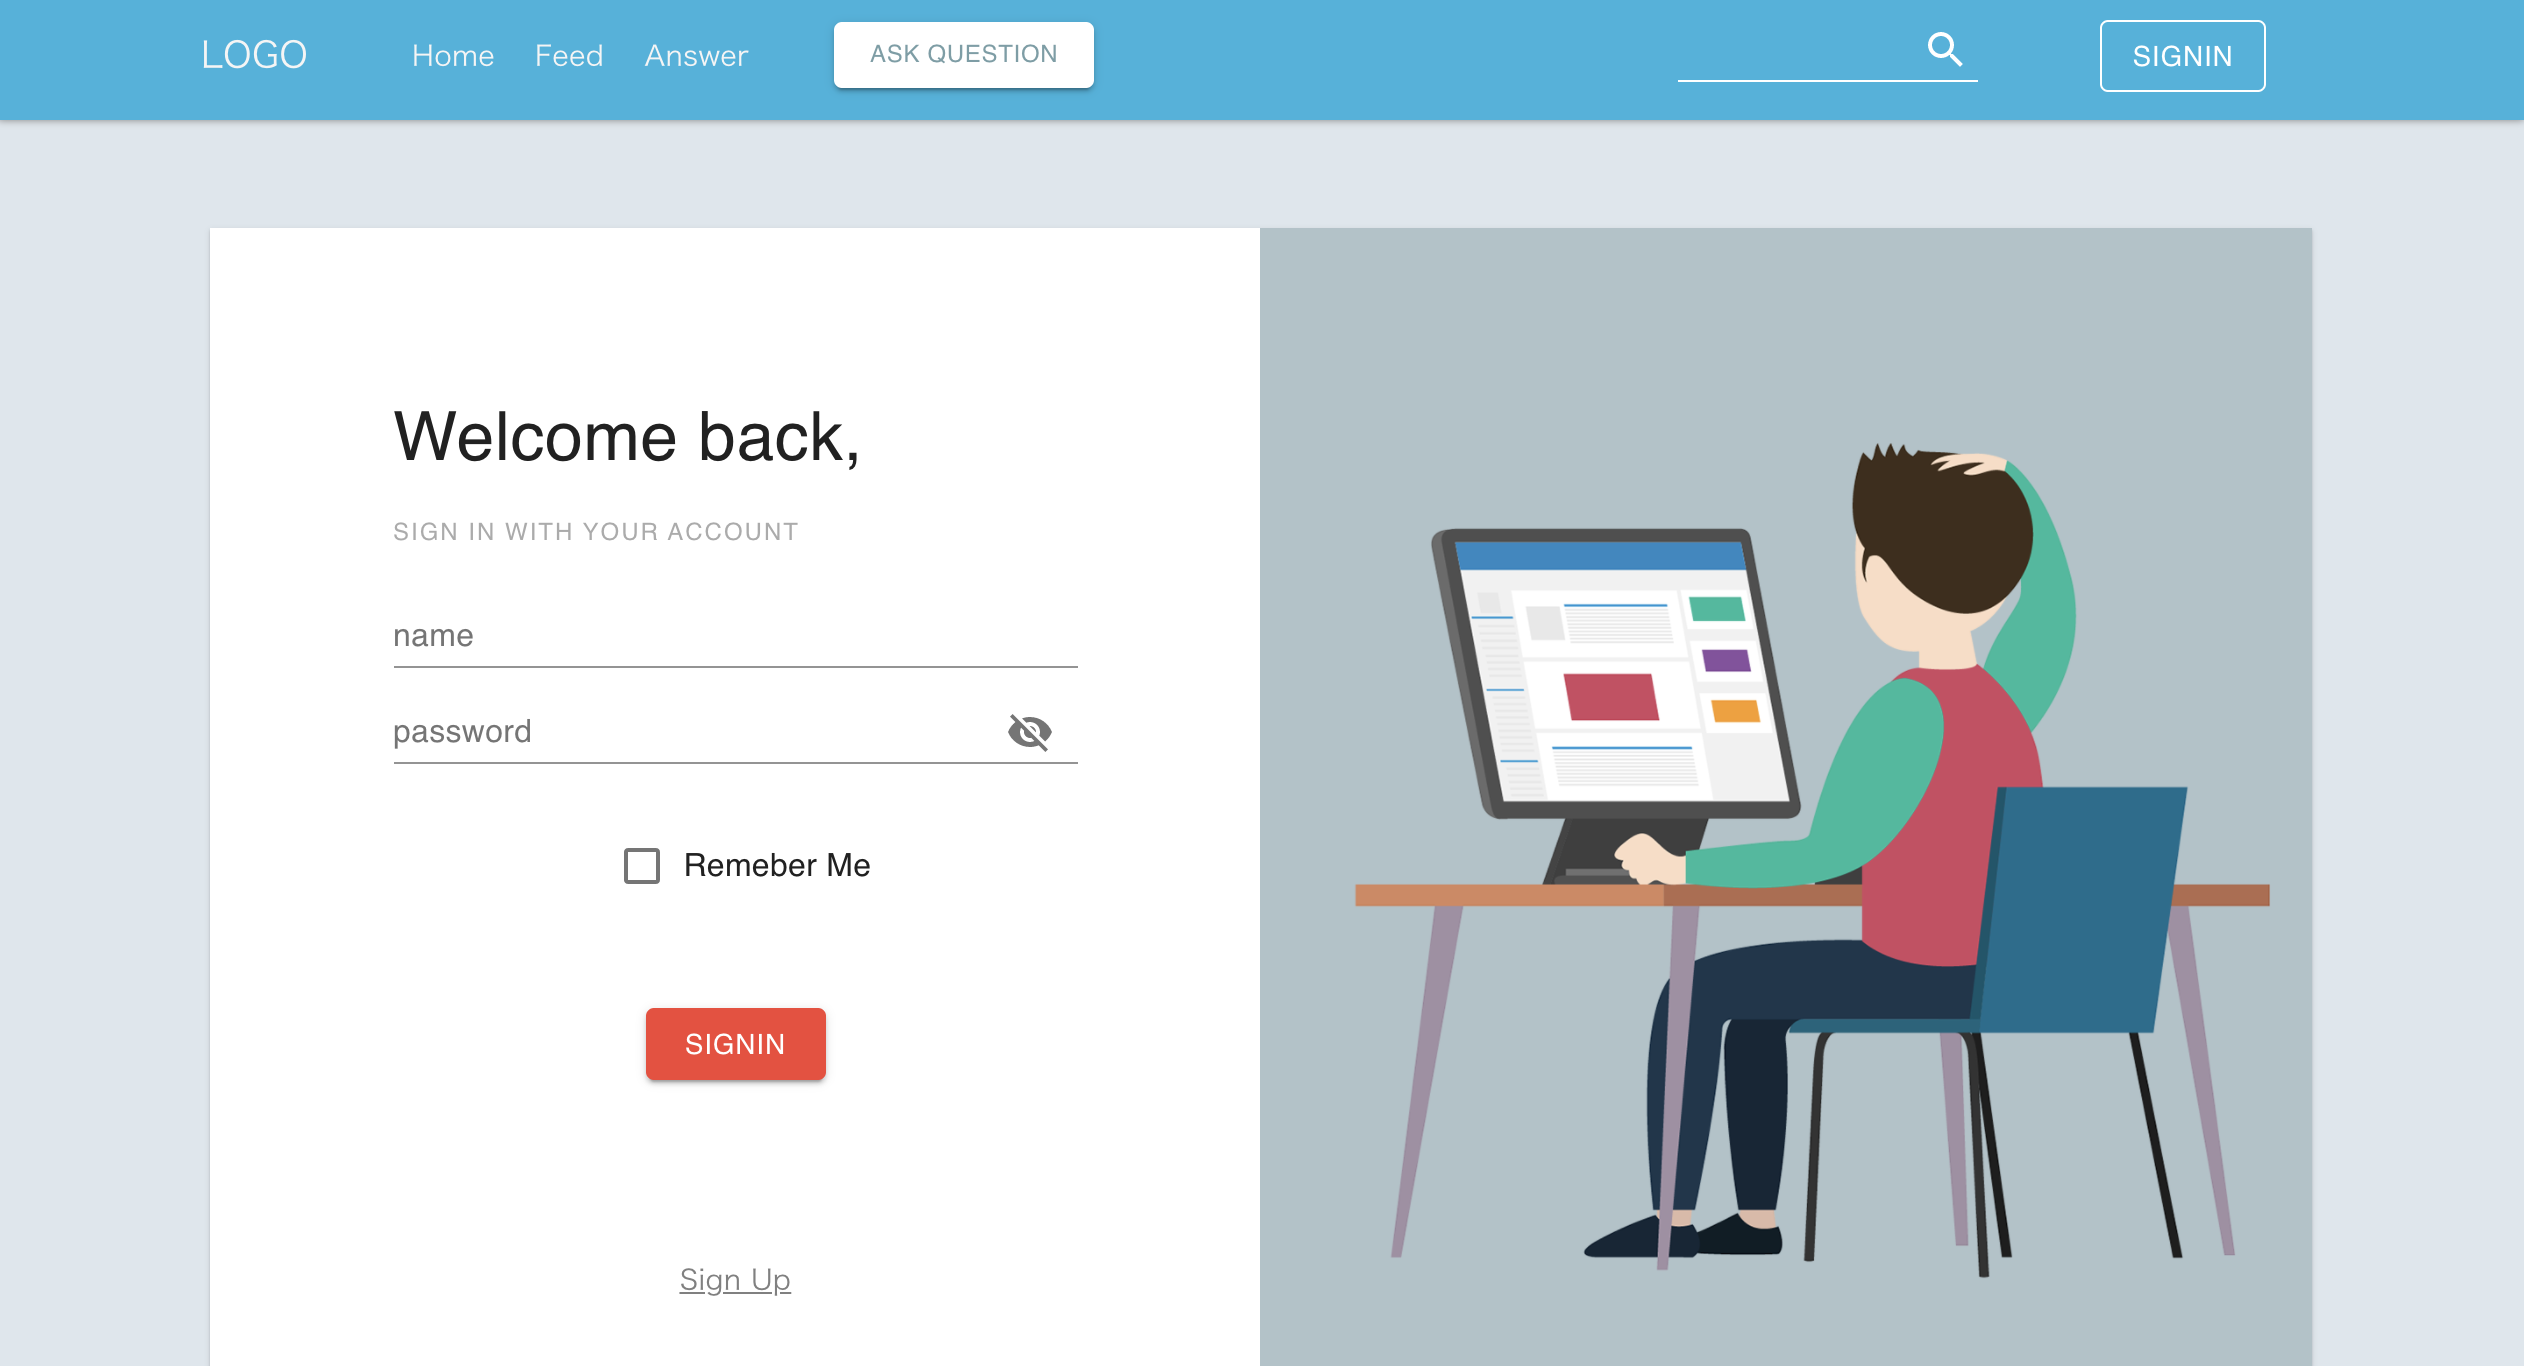 LOGO Home Feed Answer ASK QUESTION SIGNIN
Welcome back,
SIGN IN WITH YOUR ACCOUNT
name
password
Remeber Me
SIGNIN
Sign Up